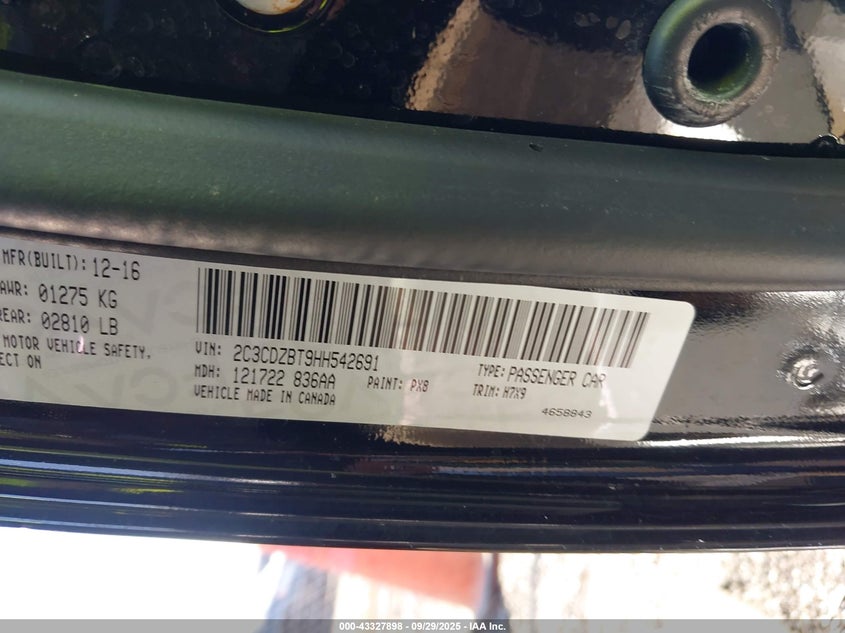 MFR(BUILT): 12-16
AWR: 01275 KG
REAR: 02810 LB
MOTOR VEHICLE SAFETY,
ECT ON
VIN: 2C3CDZBT9HH542691
TYPE: PASSENGER CAR
MDH: 121722 836AA
PAINT: PX8
TRIM: H7X9
VEHICLE MADE IN CANADA
4658843
000-43327898 - 09/29/2025 - IAA Inc.